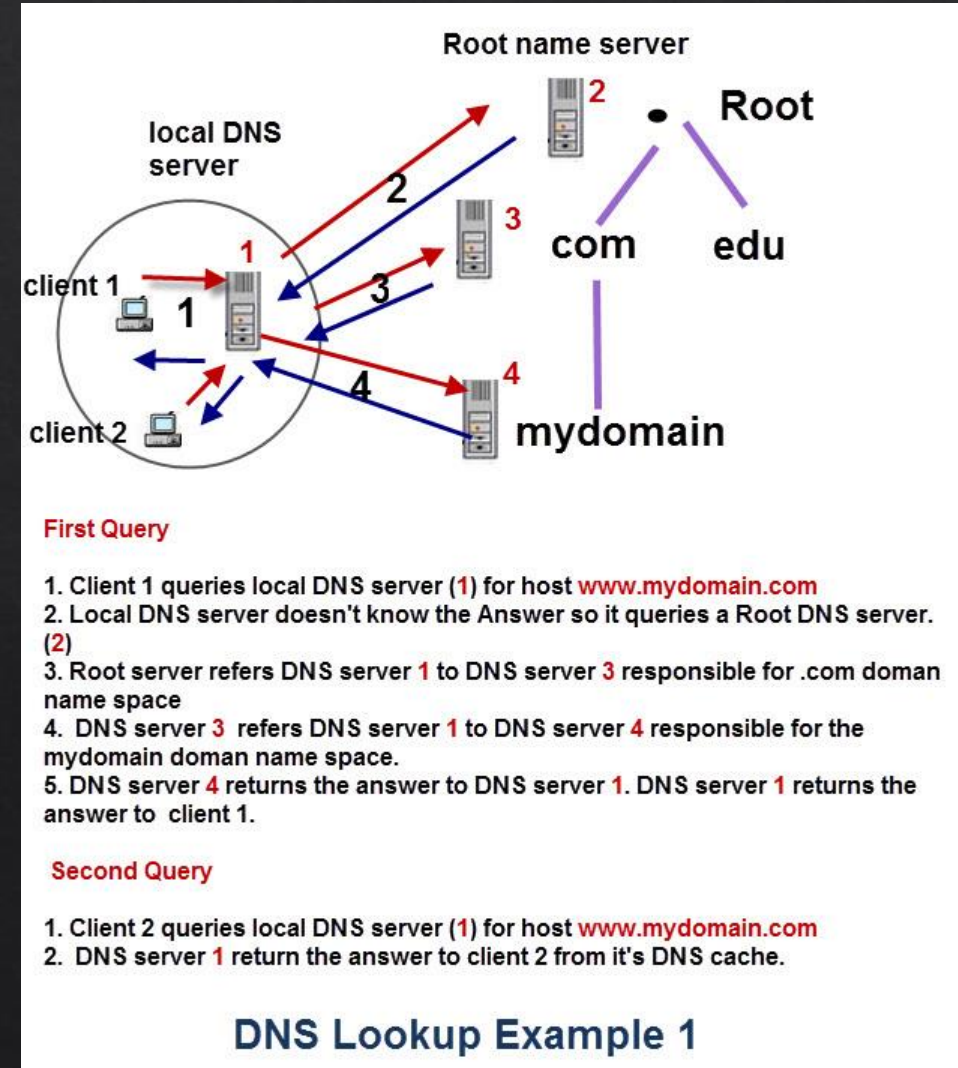 Root name server
2
Root
local DNS
server
2
3
com
edu
1
client 1
1
3
4
4
client 2
mydomain
First Query
1. Client 1 queries local DNS server (1) for host www.mydomain.com
2. Local DNS server doesn't know the Answer so it queries a Root DNS server.
(2)
3. Root server refers DNS server 1 to DNS server 3 responsible for .com doman
name space
4. DNS server 3 refers DNS server 1 to DNS server 4 responsible for the
mydomain doman name space.
5. DNS server 4 returns the answer to DNS server 1. DNS server 1 returns the
answer to client 1.
Second Query
1. Client 2 queries local DNS server (1) for host www.mydomain.com
2. DNS server 1 return the answer to client 2 from it's DNS cache.
DNS Lookup Example 1